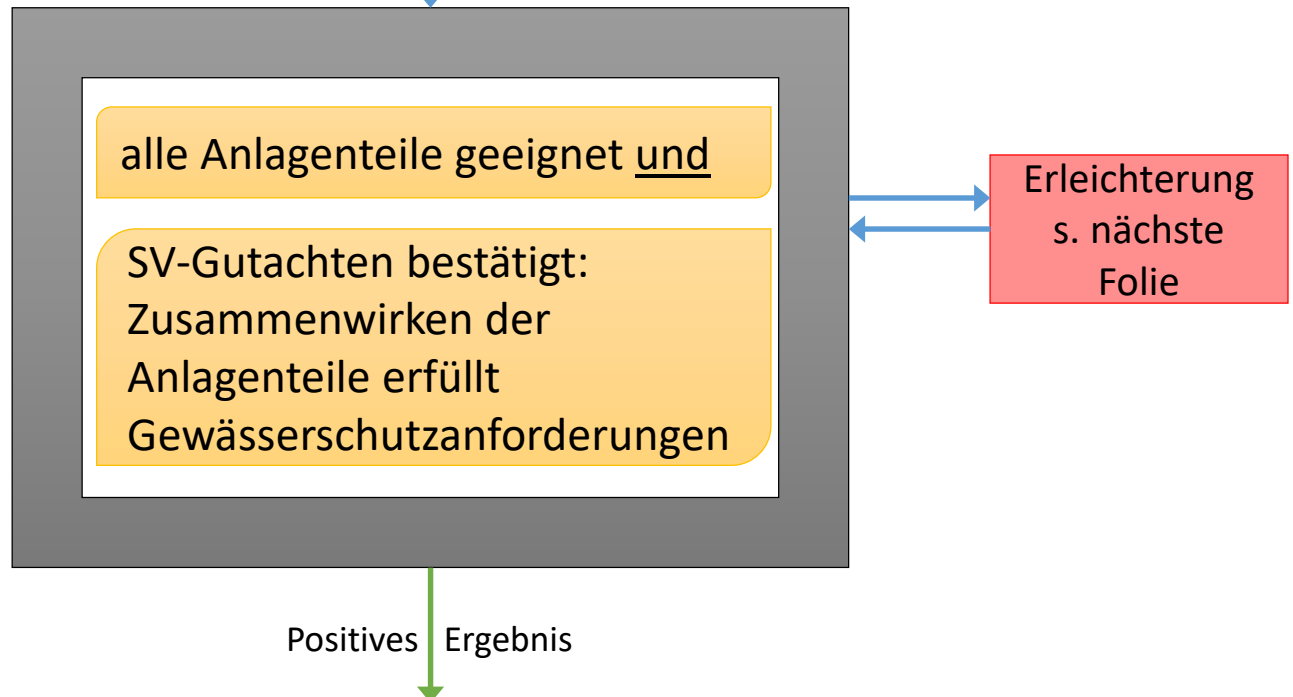 alle Anlagenteile geeignet und
SV-Gutachten bestätigt:
Zusammenwirken der
Anlagenteile erfüllt
Gewässerschutzanforderungen
Erleichterung
s. nächste
Folie
Positives Ergebnis